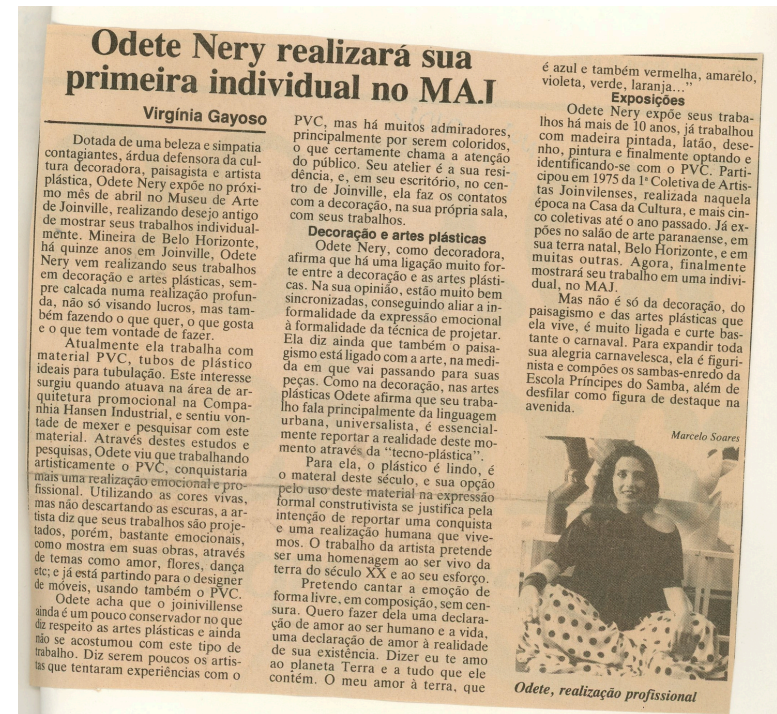 Odete Nery realizará sua
primeira individual no MAJ
Virgínia Gayoso
Dotada de uma beleza e simpatia
contagiantes, árdua defensora da cul-
tura decoradora, paisagista e artista
plástica, Odete Nery expõe no próxi-
mo mês de abril no Museu de Arte
de Joinville, realizando desejo antigo
de mostrar seus trabalhos individual-
mente. Mineira de Belo Horizonte,
há quinze anos em Joinville, Odete
Nery vem realizando seus trabalhos
em decoração e artes plásticas, sem-
pre calcada numa realização profun-
da, não só visando lucros, mas tam-
bém fazendo o que quer, o que gosta
e o que tem vontade de fazer.
Atualmente ela trabalha com
material PVC, tubos de plástico
ideais para tubulação. Este interesse
surgiu quando atuava na área de ar-
quitetura promocional na Compa-
nhia Hansen Industrial, e sentiu von-
tade de mexer e pesquisar com este
material. Através destes estudos e
pesquisas, Odete viu que trabalhando
artisticamente o PVC, conquistaria
mais uma realização emocional e pro-
fissional. Utilizando as cores vivas,
mas não descartando as escuras, a ar-
tista diz que seus trabalhos são proje-
tados, porém, bastante emocionais,
como mostra em suas obras, através
de temas como amor, flores, dança
etc; e já está partindo para o designer
de móveis, usando também o PVC.
Odete acha que o joinivillense
ainda é um pouco conservador no que
diz respeito as artes plásticas e ainda
não se acostumou com este tipo de
trabalho. Diz serem poucos os artis-
tas que tentaram experiências com o
PVC, mas há muitos admiradores,
principalmente por serem coloridos,
o que certamente chama a atenção
do público. Seu atelier é a sua resi-
dência, e, em seu escritório, no cen-
tro de Joinville, ela faz os contatos
com a decoração, na sua própria sala,
com seus trabalhos.
Decoração e artes plásticas
Odete Nery, como decoradora,
afirma que há uma ligação muito for-
te entre a decoração e as artes plásti-
cas. Na sua opinião, estão muito bem
sincronizadas, conseguindo aliar a in-
formalidade da expressão emocional
à formalidade da técnica de projetar.
Ela diz ainda que também o paisa-
gismo está ligado com a arte, na medi-
da em que vai passando para suas
peças. Como na decoração, nas artes
plásticas Odete afirma que seu traba-
lho fala principalmente da linguagem
urbana, universalista, é essencial-
mente reportar a realidade deste mo-
mento através da "tecno-plástica".
Para ela, o plástico é lindo, é
o materal deste século, e sua opção
pelo uso deste material na expressão
formal construtivista se justifica pela
intenção de reportar uma conquista
e uma realização humana que vive-
mos. O trabalho da artista pretende
ser uma homenagem ao ser vivo da
terra do século XX e ao seu esforço.
Pretendo cantar a emoção de
forma livre, em composição, sem cen-
sura. Quero fazer dela uma declara-
ção de amor ao ser humano e a vida,
uma declaração de amor à realidade
de sua existência. Dizer eu te amo
ao planeta Terra e a tudo que ele
contém. O meu amor à terra, que
é azul e também vermelha, amarelo,
violeta, verde, laranja..."
Exposições
Odete Nery expõe seus traba-
lhos há mais de 10 anos, já trabalhou
com madeira pintada, latão, dese-
nho, pintura e finalmente optando e
identificando-se com o PVC. Parti-
cipou em 1975 da 1ª Coletiva de Artis-
tas Joinvilenses, realizada naquela
época na Casa da Cultura, e mais cin-
co coletivas até o ano passado. Já ex-
pões no salão de arte paranaense, em
sua terra natal, Belo Horizonte, e em
muitas outras. Agora, finalmente
mostrará seu trabalho em uma indivi-
dual, no MAJ.
Mas não é só da decoração, do
paisagismo e das artes plásticas que
ela vive, é muito ligada e curte bas-
tante o carnaval. Para expandir toda
sua alegria carnavelesca, ela é figuri-
nista e compões os sambas-enredo da
Escola Príncipes do Samba, além de
desfilar como figura de destaque na
avenida.
Marcelo Soares
Odete, realização profissional